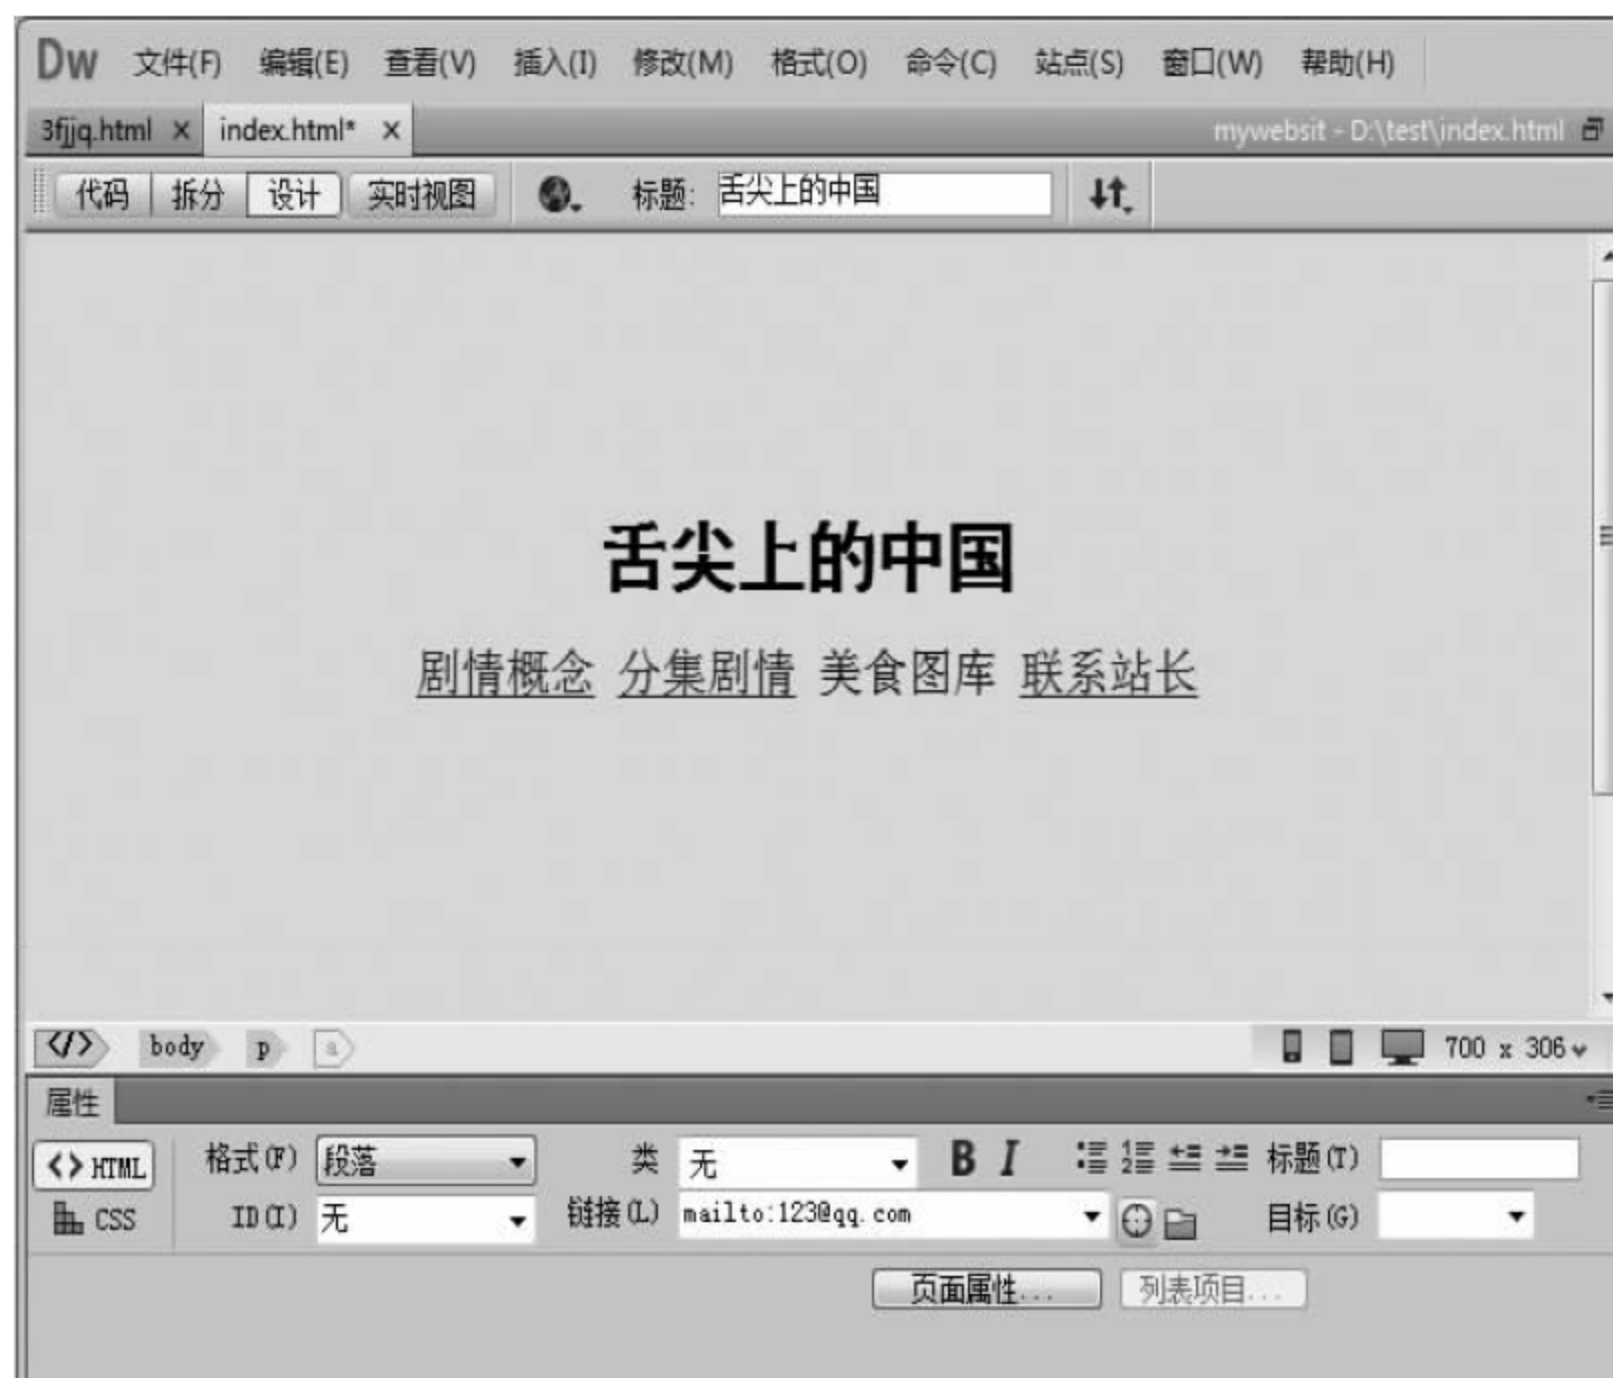 Dw 文件(F) 编辑(E) 查看(V) 插入(I) 修改(M) 格式(O) 命令(C) 站点(S) 窗口(W) 帮助(H)
3fjjq.html × index.html* × mywebsit - D:\test\index.html
代码 拆分 设计 实时视图 标题: 舌尖上的中国
舌尖上的中国
剧情概念 分集剧情 美食图库 联系站长
</> body p a 700 x 306
属性
<> HTML 格式(F) 段落 类 无 B I 标题(T)
CSS ID(I) 无 链接(L) mailto:123@qq.com 目标(G)
页面属性... 列表项目...